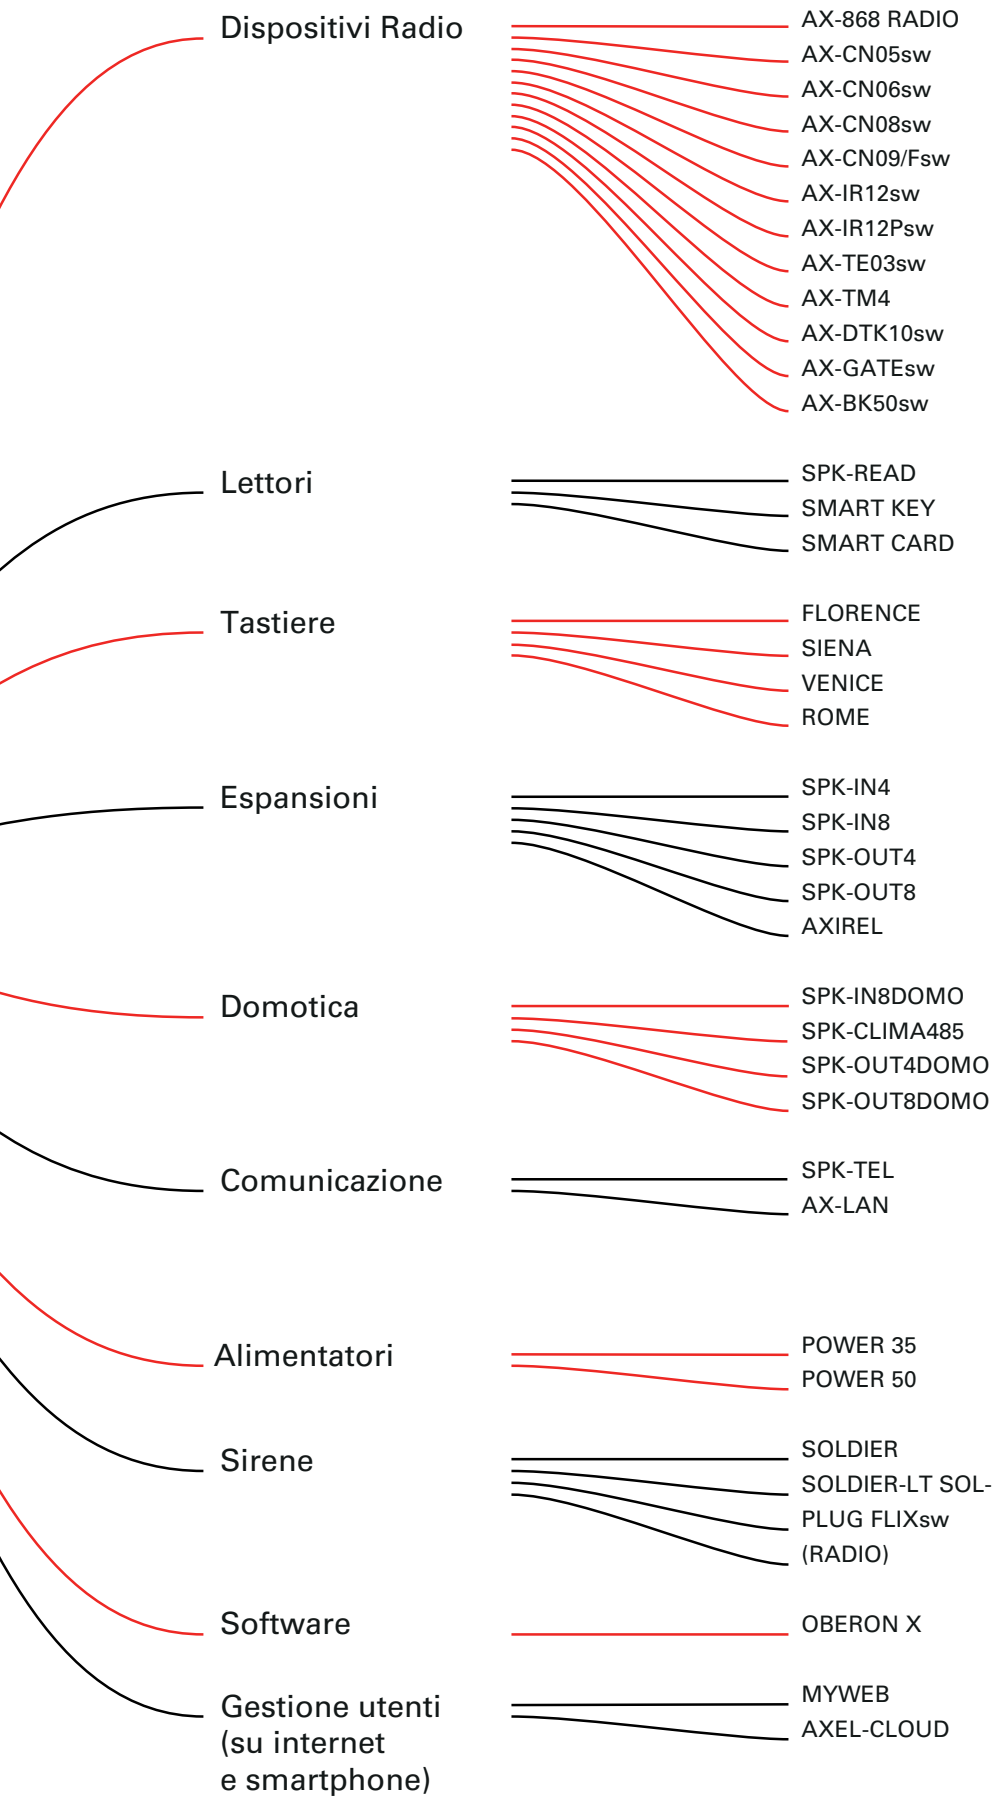 Dispositivi Radio
AX-868 RADIO
AX-CN05sw
AX-CN06sw
AX-CN08sw
AX-CN09/Fsw
AX-IR12sw
AX-IR12Psw
AX-TE03sw
AX-TM4
AX-DTK10sw
AX-GATEsw
AX-BK50sw
Lettori
SPK-READ
SMART KEY
SMART CARD
Tastiere
FLORENCE
SIENA
VENICE
ROME
Espansioni
SPK-IN4
SPK-IN8
SPK-OUT4
SPK-OUT8
AXIREL
Domotica
SPK-IN8DOMO
SPK-CLIMA485
SPK-OUT4DOMO
SPK-OUT8DOMO
Comunicazione
SPK-TEL
AX-LAN
Alimentatori
POWER 35
POWER 50
Sirene
SOLDIER
SOLDIER-LT SOL-
PLUG FLIXsw
(RADIO)
Software
OBERON X
Gestione utenti
(su internet
e smartphone)
MYWEB
AXEL-CLOUD